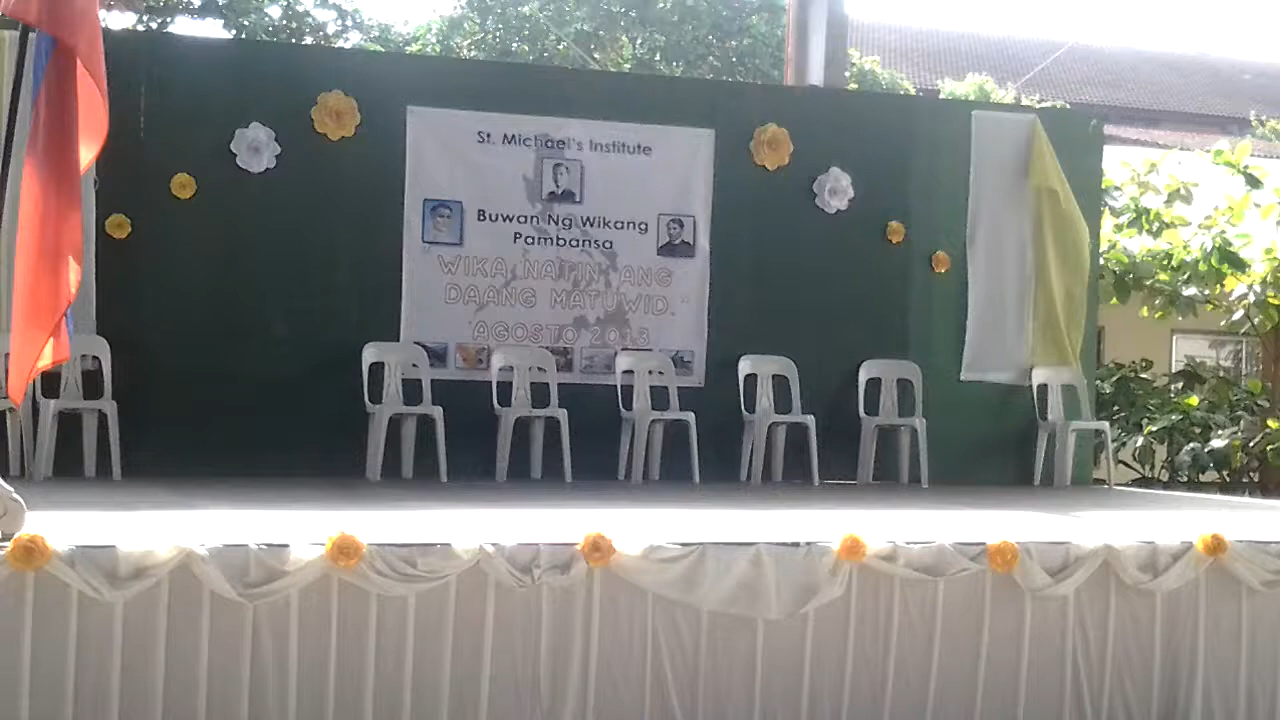 St. Michael's Institute
Buwan Ng Wikang
Pambansa
"WIKA NATIN ANG
DAANG MATUWID."
AGOSTO 2013